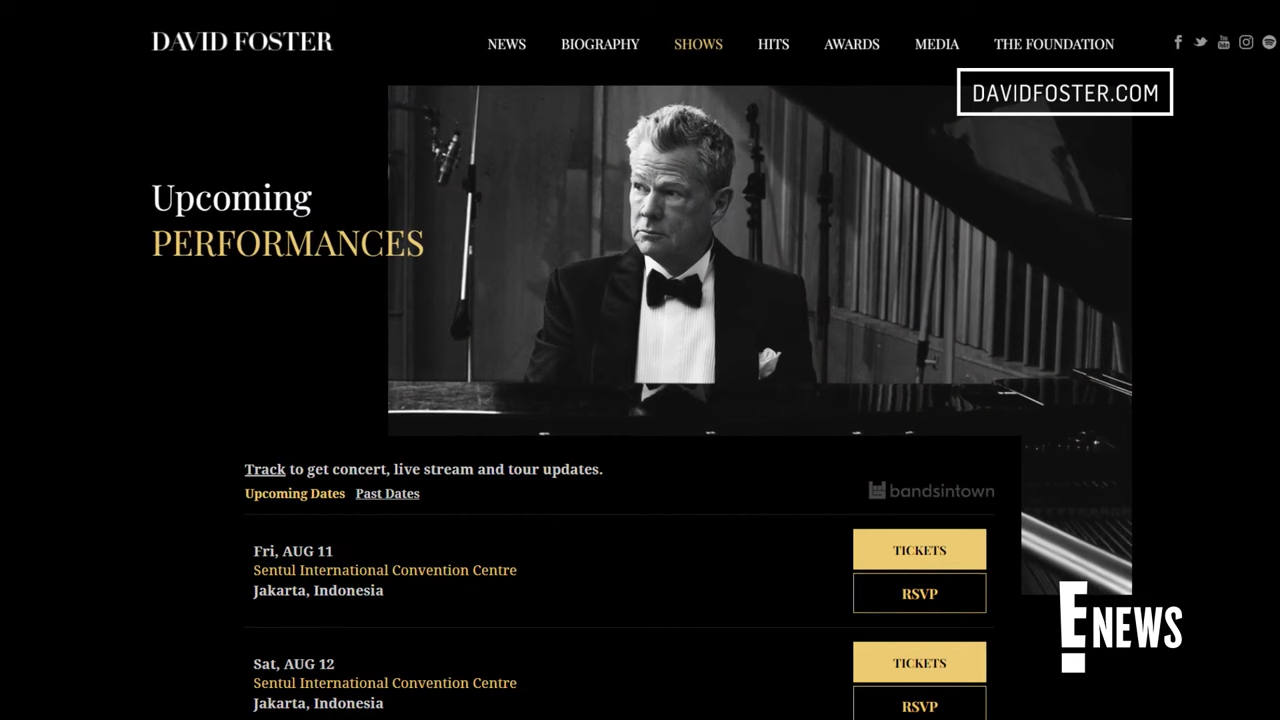 DAVID FOSTER
NEWS BIOGRAPHY SHOWS HITS AWARDS MEDIA THE FOUNDATION
DAVIDFOSTER.COM
Upcoming
PERFORMANCES
Track to get concert, live stream and tour updates.
Upcoming Dates Past Dates
bandsintown
Fri, AUG 11
Sentul International Convention Centre
Jakarta, Indonesia
TICKETS
RSVP
Sat, AUG 12
Sentul International Convention Centre
Jakarta, Indonesia
TICKETS
RSVP
E! NEWS